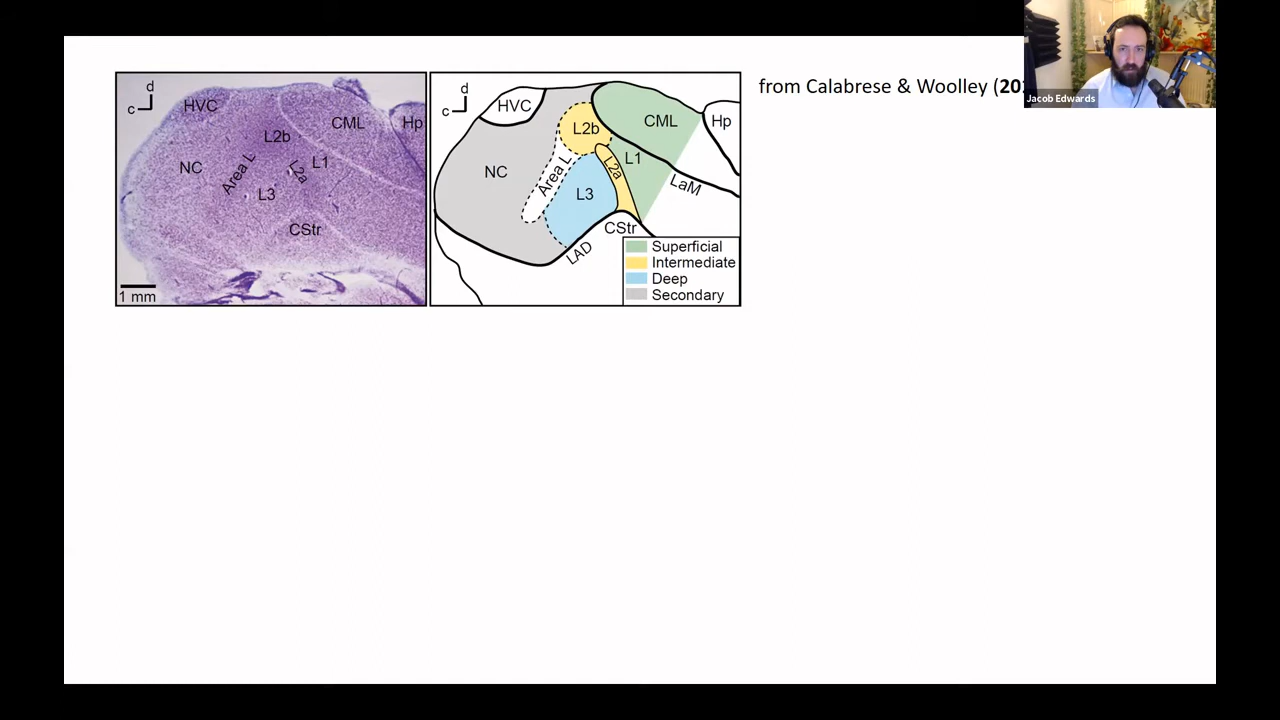 from Calabrese & Woolley (20
Jacob Edwards
d
c
HVC
CML
Hp
L2b
L1
NC
Area L
L2a
L3
CStr
1 mm
d
c
HVC
CML
Hp
L2b
L1
NC
Area L
L2a
LaM
L3
CStr
LAD
Superficial
Intermediate
Deep
Secondary